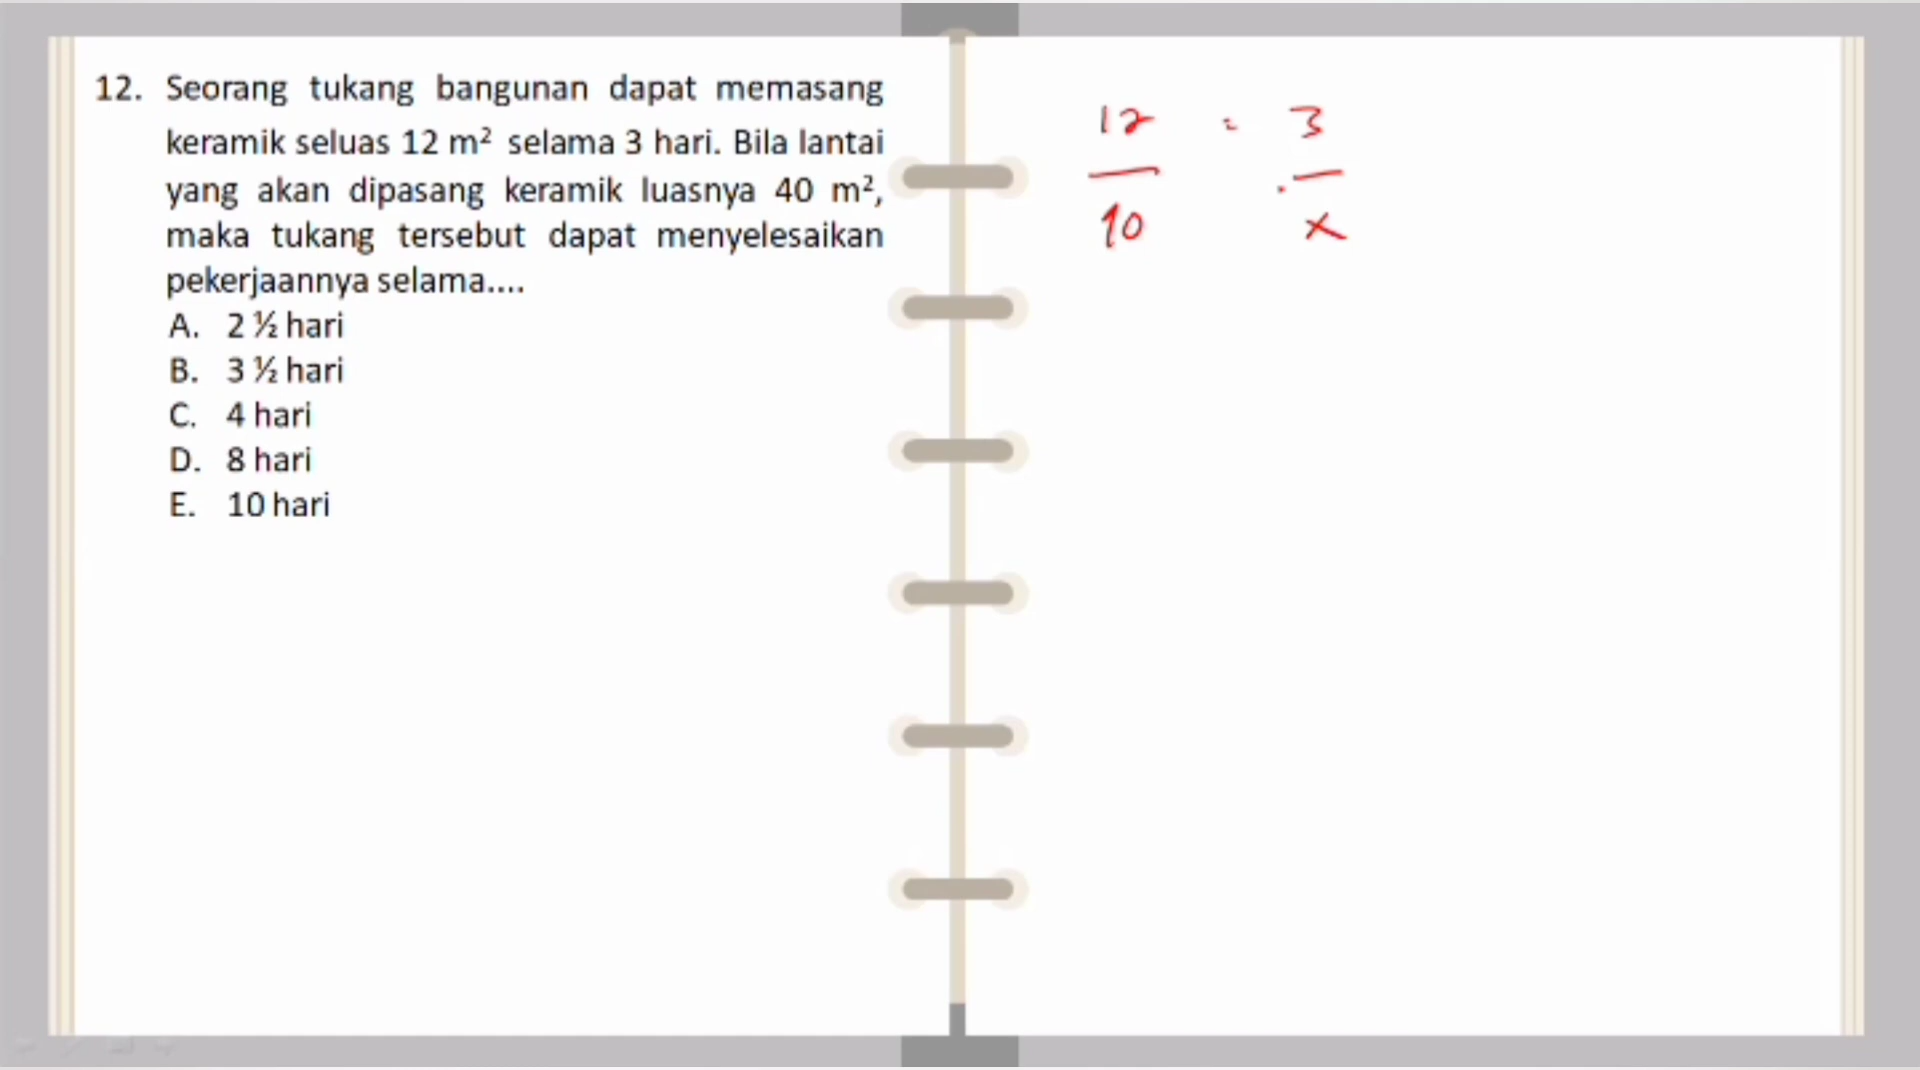 12. Seorang tukang bangunan dapat memasang
keramik seluas 12 m² selama 3 hari. Bila lantai
yang akan dipasang keramik luasnya 40 m²,
maka tukang tersebut dapat menyelesaikan
pekerjaannya selama....
A. 2 ½ hari
B. 3 ½ hari
C. 4 hari
D. 8 hari
E. 10 hari
12 = 3
10 x